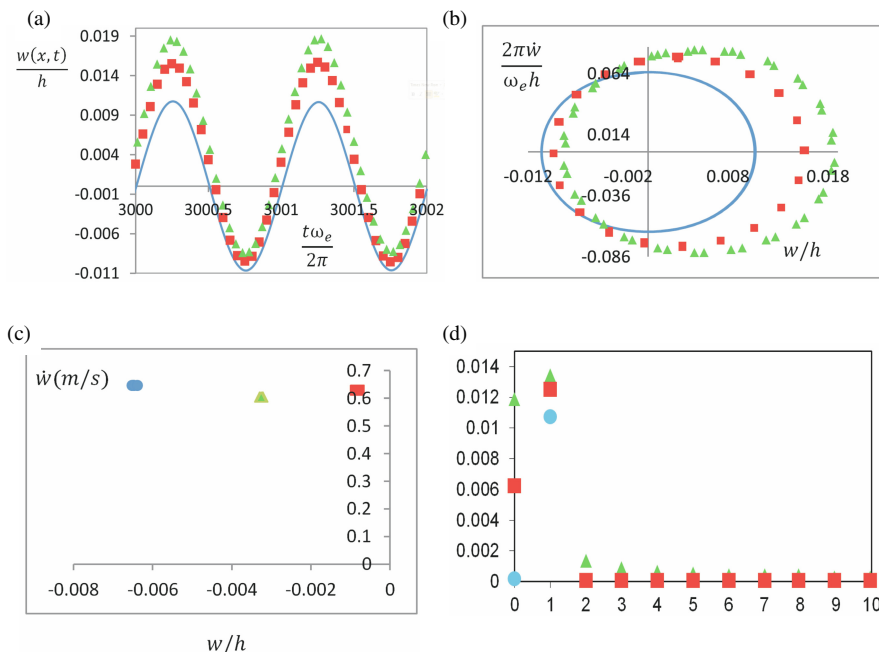 (a)
w(x, t)
h
0.019
0.014
0.009
0.004
-0.001
-0.006
-0.011
3000 3000.5 3001 3001.5 3002
tω_e
2π
(b)
2πẇ
ω_e h
0.064
0.014
-0.036
-0.086
-0.012 -0.002 0.008 0.018
w/h
(c)
ẇ(m/s)
0.7
0.6
0.5
0.4
0.3
0.2
0.1
0
-0.008 -0.006 -0.004 -0.002 0
w/h
(d)
0.014
0.012
0.01
0.008
0.006
0.004
0.002
0
0 1 2 3 4 5 6 7 8 9 10